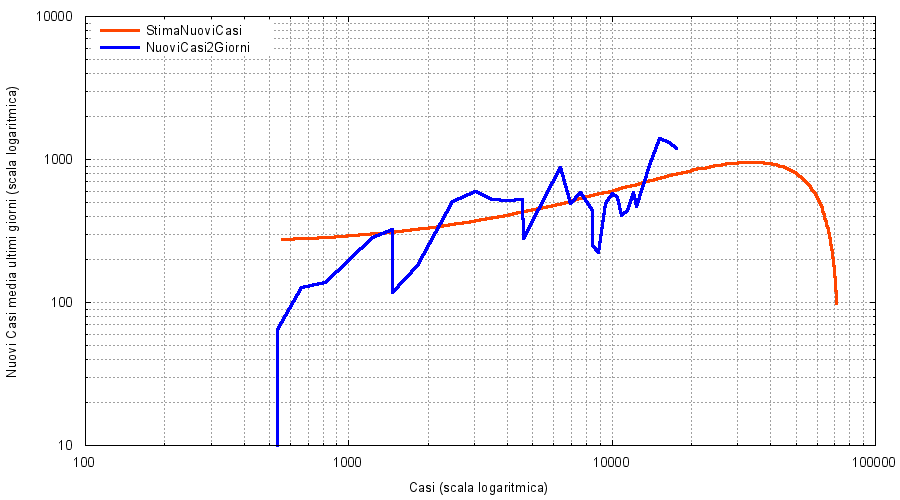 10000
StimaNuoviCasi
NuoviCasi2Giorni
1000
100
10
Nuovi Casi media ultimi giorni (scala logaritmica)
100 1000 10000 100000
Casi (scala logaritmica)